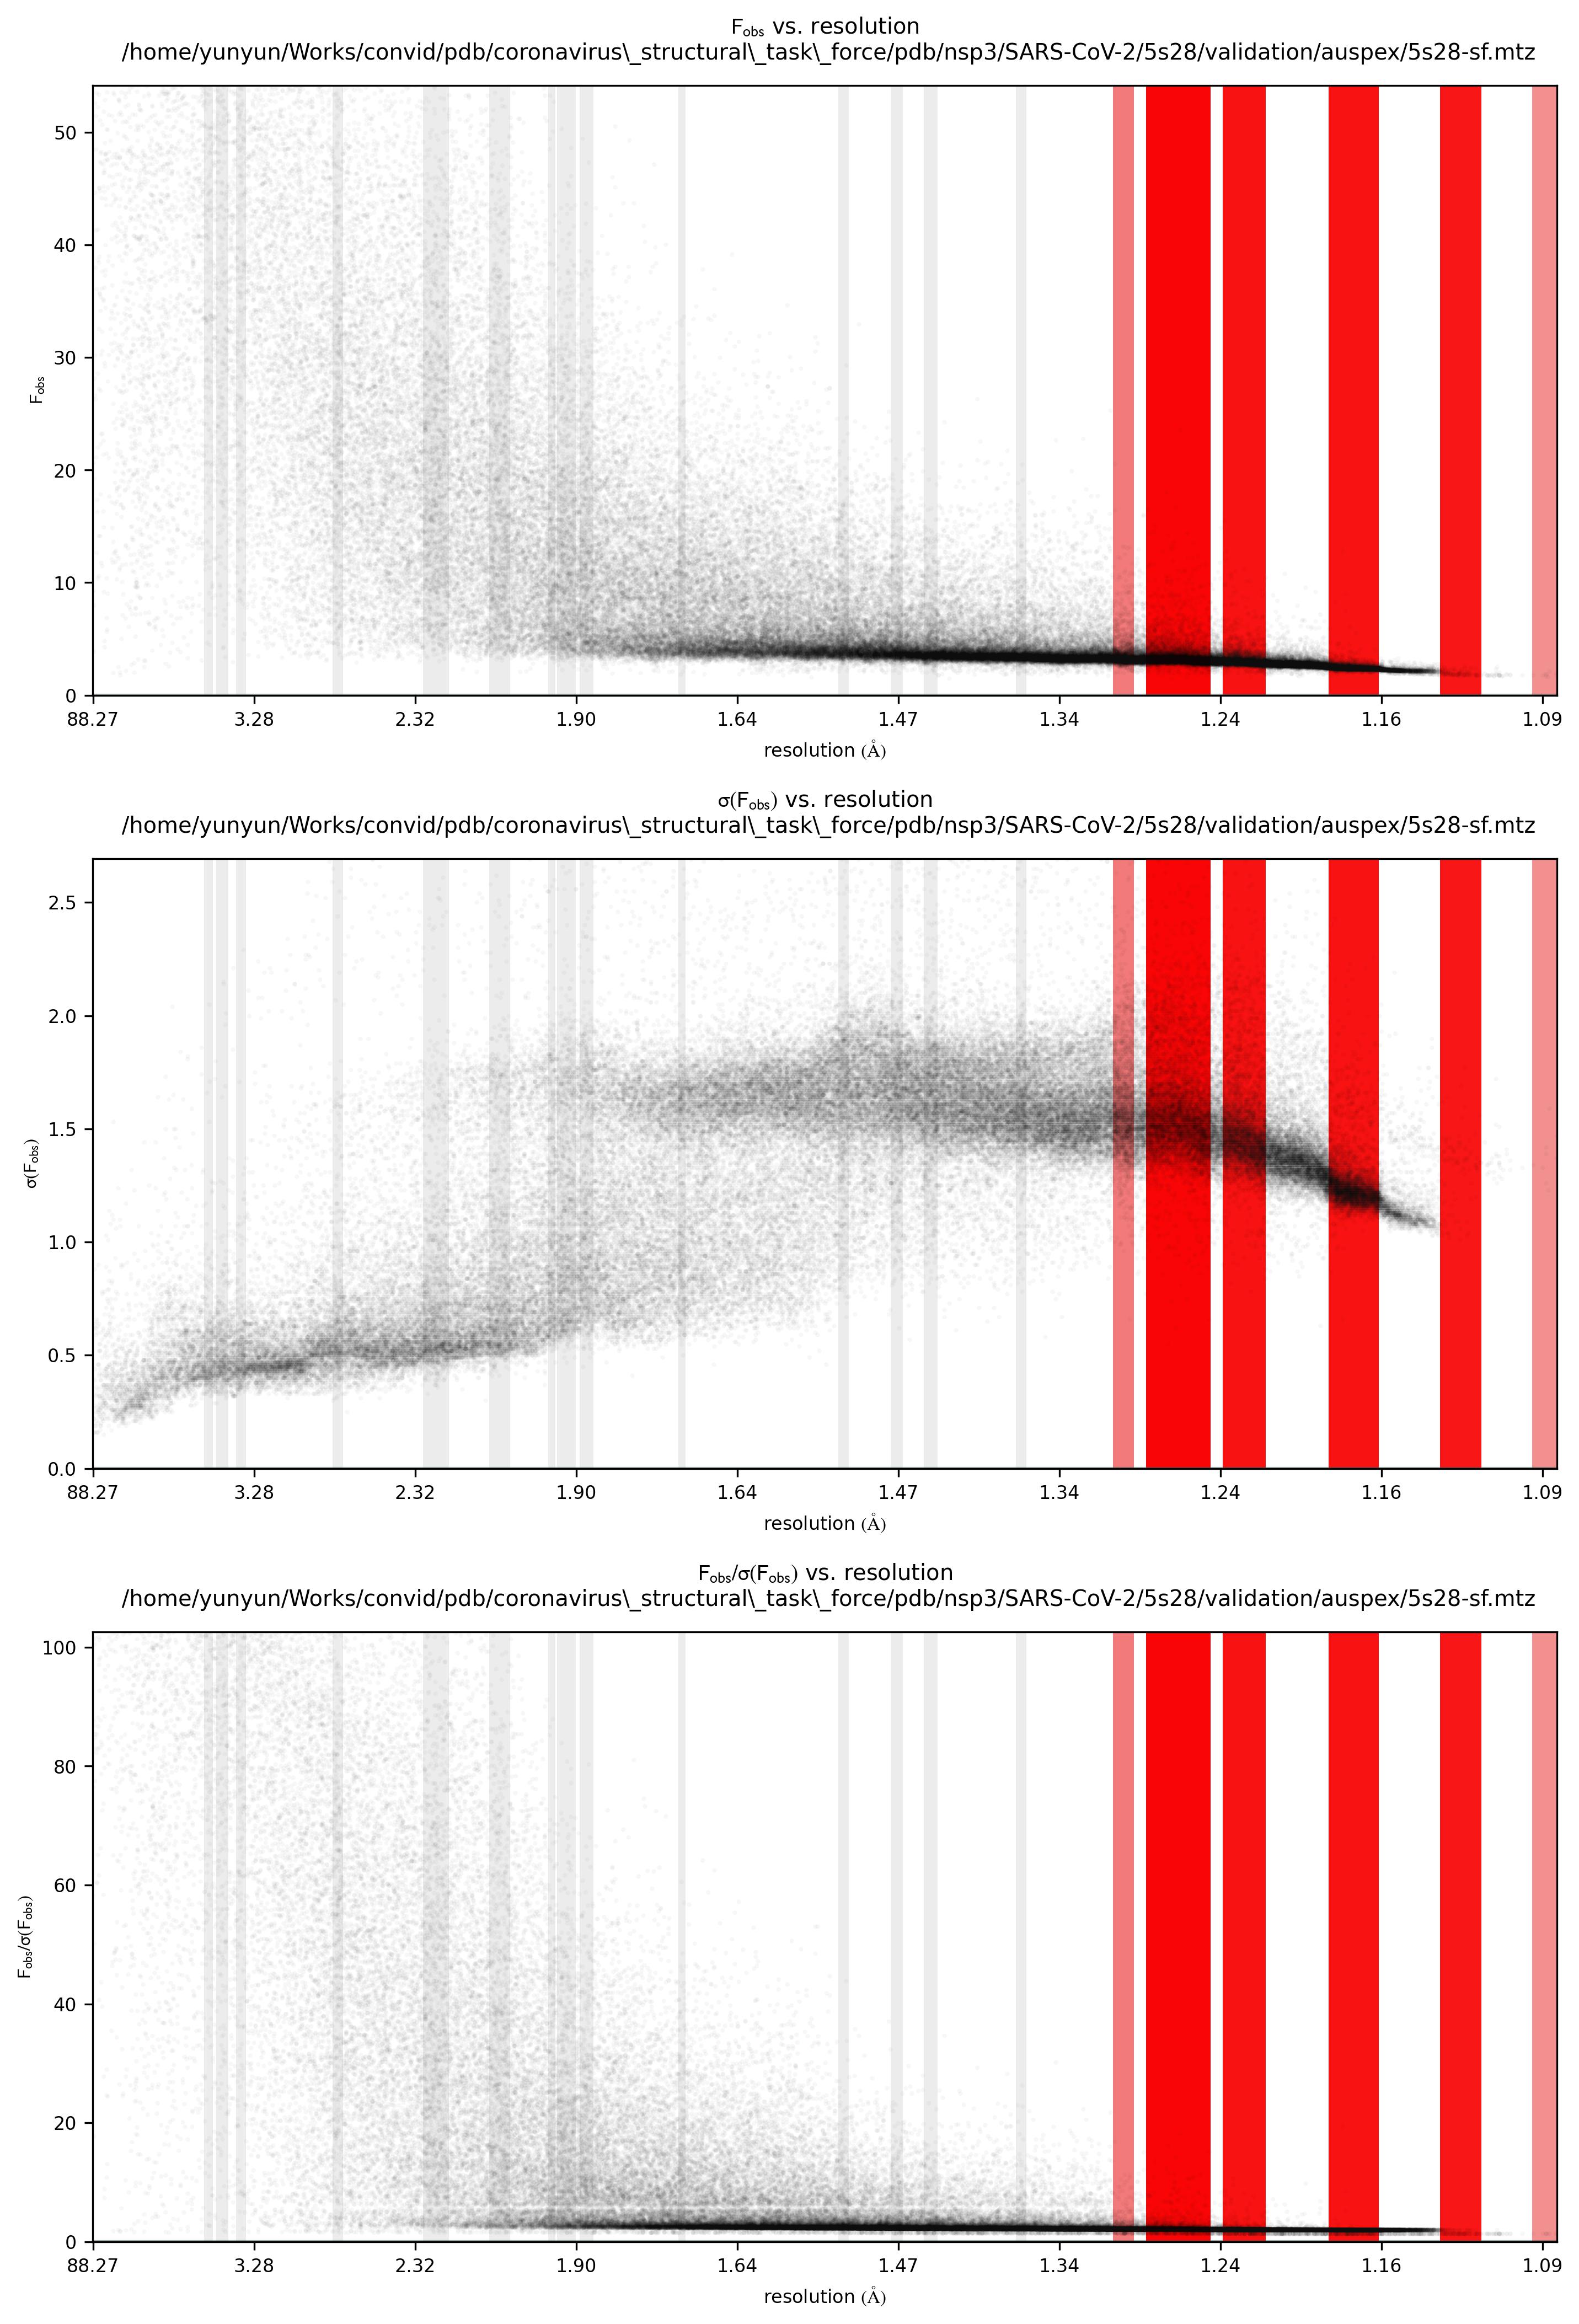 Fobs vs. resolution
/home/yunyun/Works/convid/pdb/coronavirus\_structural\_task\_force/pdb/nsp3/SARS-CoV-2/5s28/validation/auspex/5s28-sf.mtz
50
40
30
20
10
0
Fobs
88.27 3.28 2.32 1.90 1.64 1.47 1.34 1.24 1.16 1.09
resolution (Å)
σ(Fobs) vs. resolution
/home/yunyun/Works/convid/pdb/coronavirus\_structural\_task\_force/pdb/nsp3/SARS-CoV-2/5s28/validation/auspex/5s28-sf.mtz
2.5
2.0
1.5
1.0
0.5
0.0
σ(Fobs)
88.27 3.28 2.32 1.90 1.64 1.47 1.34 1.24 1.16 1.09
resolution (Å)
Fobs/σ(Fobs) vs. resolution
/home/yunyun/Works/convid/pdb/coronavirus\_structural\_task\_force/pdb/nsp3/SARS-CoV-2/5s28/validation/auspex/5s28-sf.mtz
100
80
60
40
20
0
Fobs/σ(Fobs)
88.27 3.28 2.32 1.90 1.64 1.47 1.34 1.24 1.16 1.09
resolution (Å)